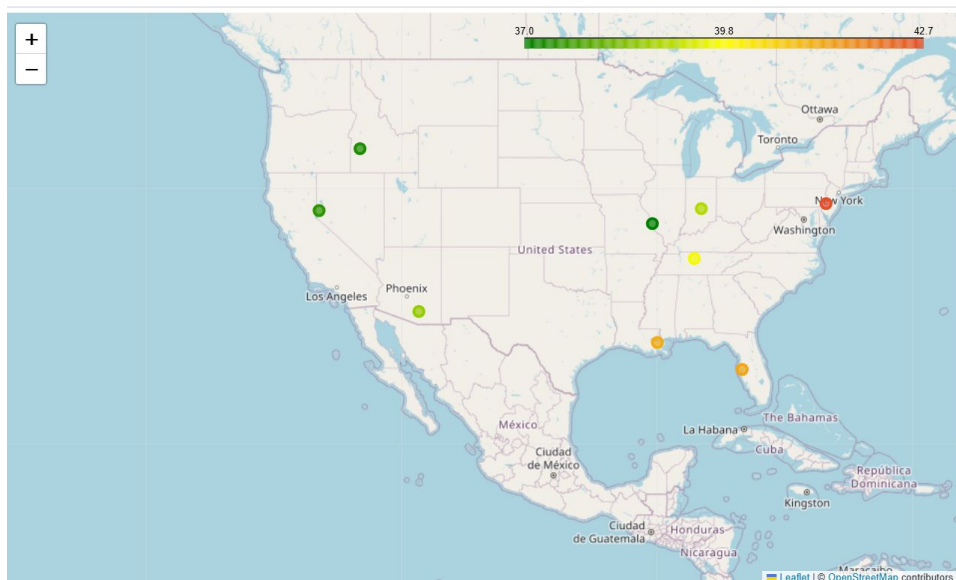 +
−
37.0 39.8 42.7
Ottawa
Toronto
New York
Washington
United States
Phoenix
Los Angeles
The Bahamas
La Habana
México
Cuba
Ciudad
de México
República
Dominicana
Kingston
Ciudad
de Guatemala
Honduras
Nicaragua
Maracaibo
Leaflet | © OpenStreetMap contributors